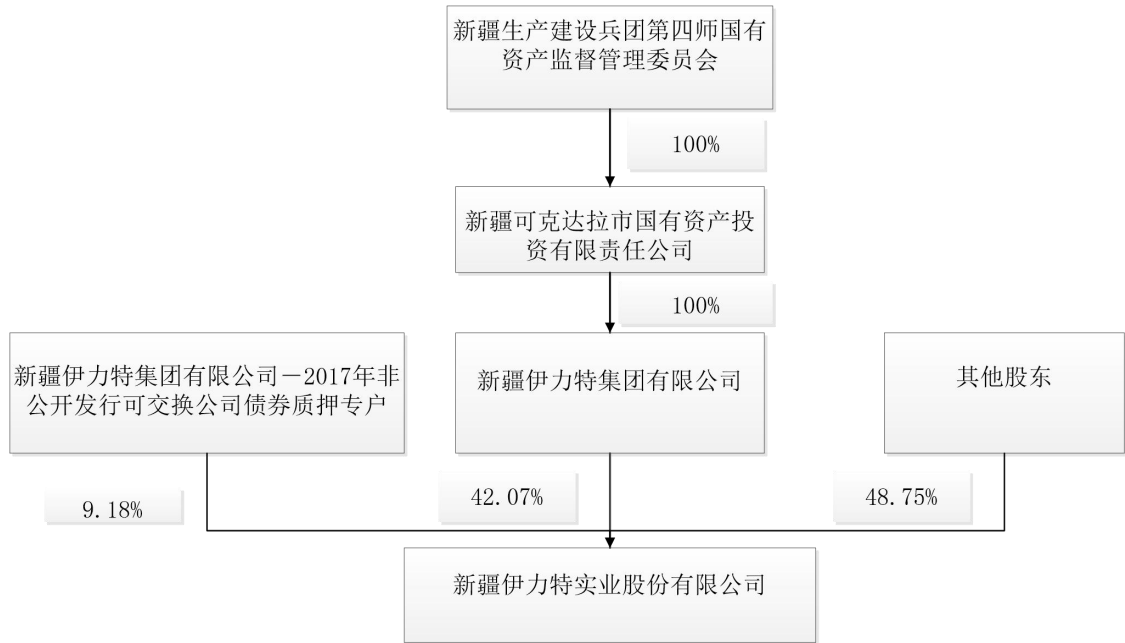 新疆生产建设兵团第四师国有
资产监督管理委员会
100%
新疆可克达拉市国有资产投
资有限责任公司
100%
新疆伊力特集团有限公司－2017年非
公开发行可交换公司债券质押专户
新疆伊力特集团有限公司
其他股东
9.18%
42.07%
48.75%
新疆伊力特实业股份有限公司